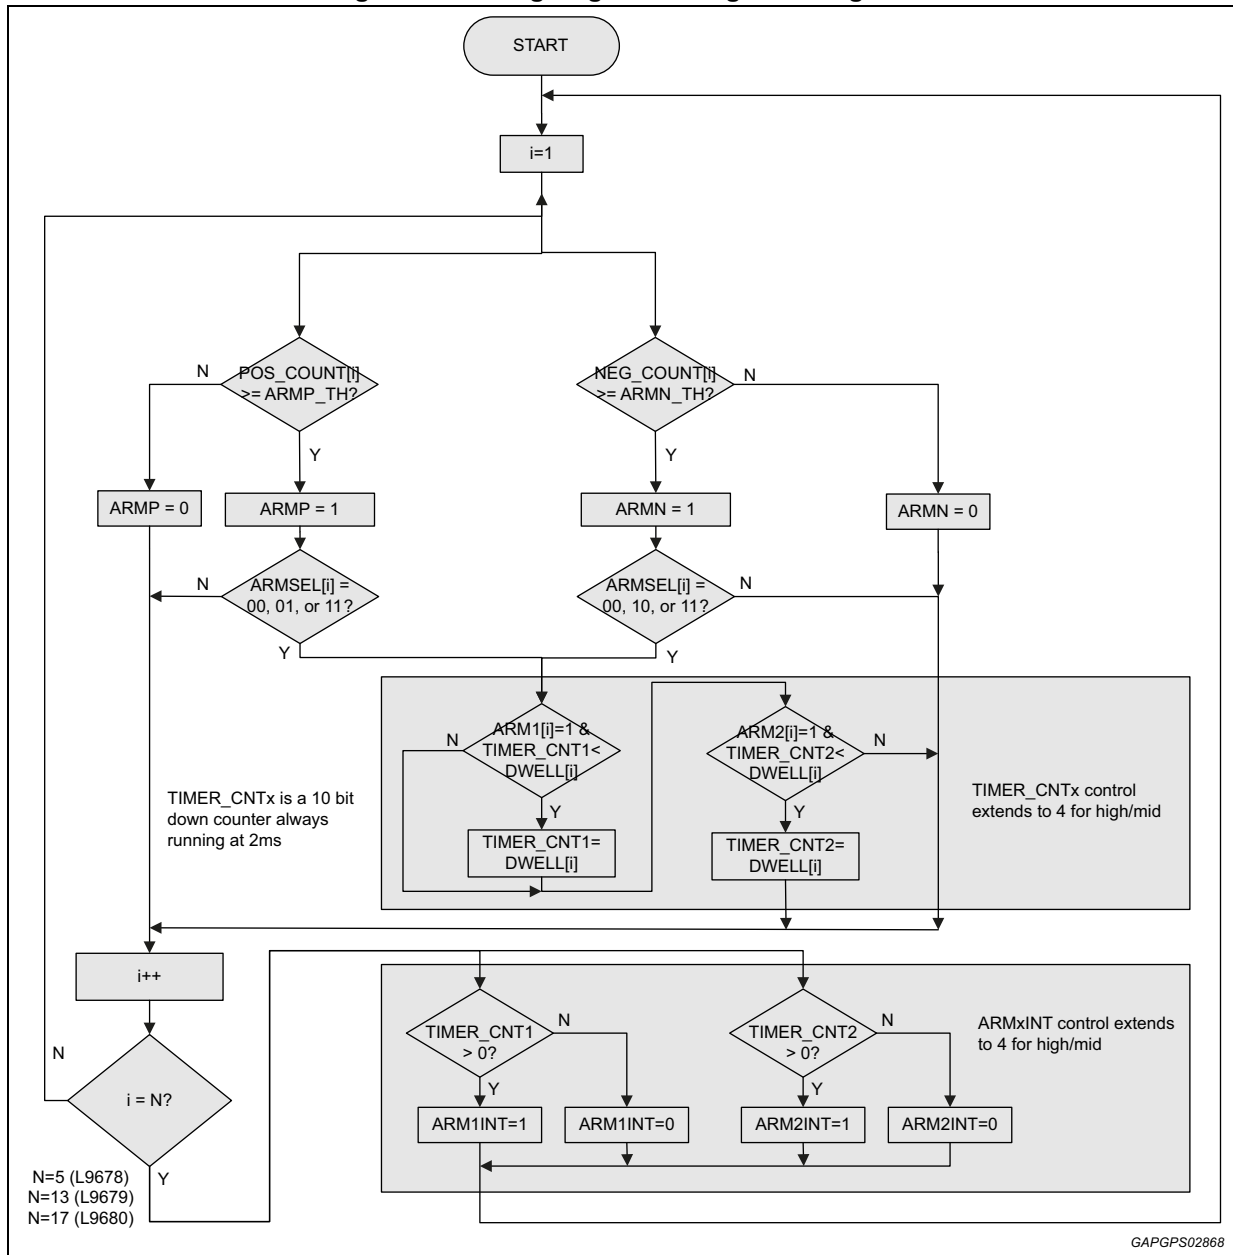 START
i=1
N
POS_COUNT[i]
>= ARMP_TH?
NEG_COUNT[i]
>= ARMN_TH?
N
Y
Y
ARMP = 0
ARMP = 1
ARMN = 1
ARMN = 0
N
ARMSEL[i] =
00, 01, or 11?
ARMSEL[i] =
00, 10, or 11?
N
Y
Y
N
ARM1[i]=1 &
TIMER_CNT1<
DWELL[i]
ARM2[i]=1 &
TIMER_CNT2<
DWELL[i]
N
Y
Y
TIMER_CNTx is a 10 bit
down counter always
running at 2ms
TIMER_CNTx control
extends to 4 for high/mid
TIMER_CNT1=
DWELL[i]
TIMER_CNT2=
DWELL[i]
i++
N
i = N?
Y
N=5 (L9678)
N=13 (L9679)
N=17 (L9680)
TIMER_CNT1
> 0?
N
Y
TIMER_CNT2
> 0?
N
Y
ARMxINT control extends
to 4 for high/mid
ARM1INT=1
ARM1INT=0
ARM2INT=1
ARM2INT=0
GAPGPS02868